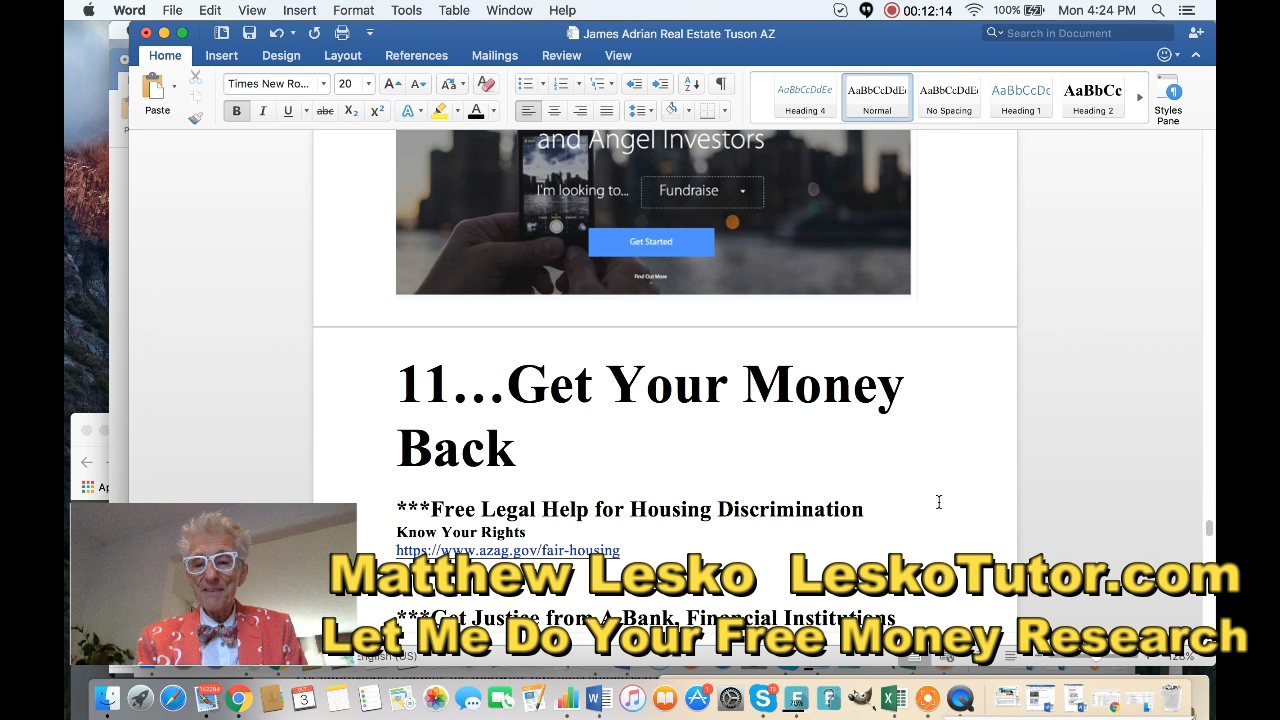 Word File Edit View Insert Format Tools Table Window Help 00:12:14 100% Mon 4:24 PM
James Adrian Real Estate Tuson AZ
Search in Document
Home Insert Design Layout References Mailings Review View
Times New Ro... 20
Paste
B I U abc X₂ X²
AaBbCcDdEe AaBbCcDdEe AaBbCcDdEe AaBbCcDc AaBbCc
Heading 4 Normal No Spacing Heading 1 Heading 2
Styles Pane
and Angel Investors
I'm looking to... Fundraise
Get Started
Find Out More
11…Get Your Money
Back
***Free Legal Help for Housing Discrimination
Know Your Rights
https://www.azag.gov/fair-housing
Matthew Lesko LeskoTutor.com
***Get Justice from A Bank, Financial Institutions
Let Me Do Your Free Money Research
English (US)
128%